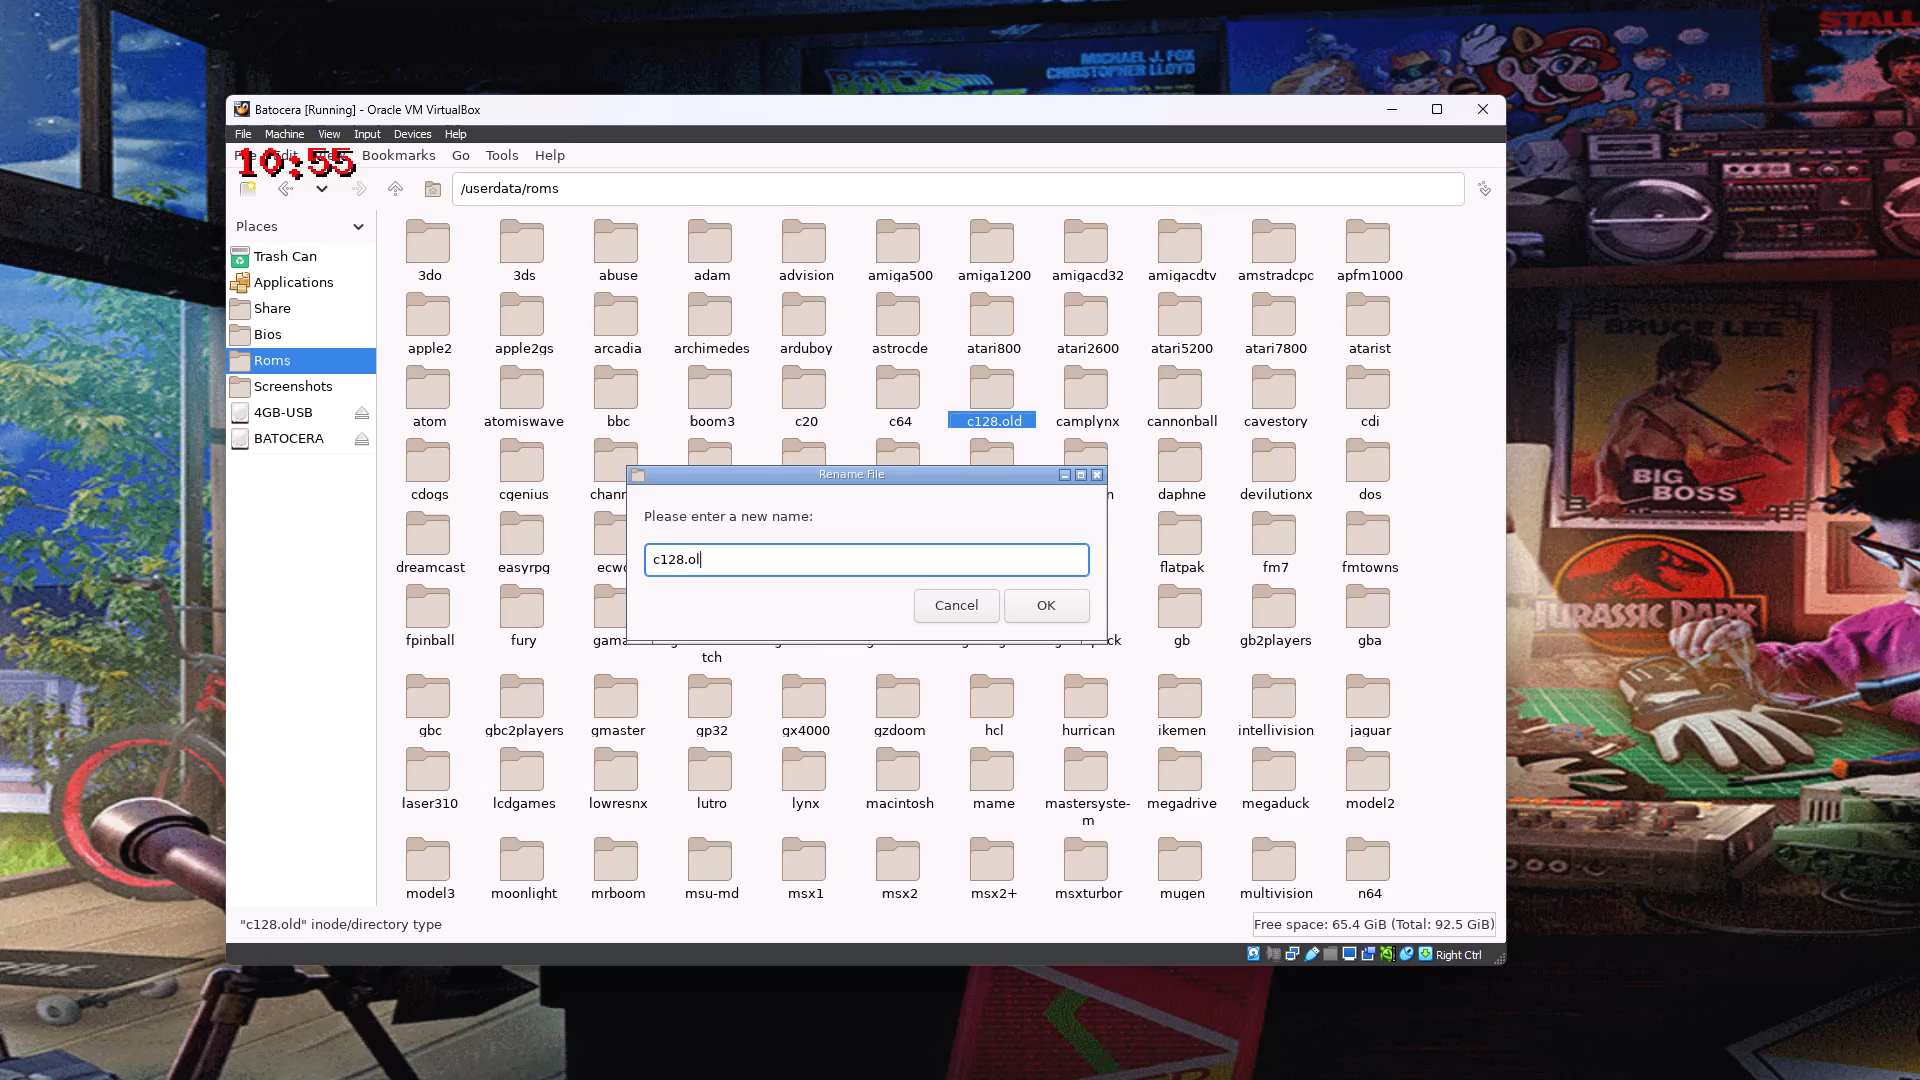 MICHAEL J. FOX
CHRISTOPHER LLOYD
BACK
STALL
Batocera [Running] - Oracle VM VirtualBox
File Machine View Input Devices Help
10:55
Bookmarks Go Tools Help
/userdata/roms
Places
Trash Can
Applications
Share
Bios
Roms
Screenshots
4GB-USB
BATOCERA
3do 3ds abuse adam advision amiga500 amiga1200 amigacd32 amigacdtv amstradcpc apfm1000
apple2 apple2gs arcadia archimedes arduboy astrocde atari800 atari2600 atari5200 atari7800 atarist
atom atomiswave bbc boom3 c20 c64 c128.old camplynx cannonball cavestory cdi
cdogs cgenius chann n daphne devilutionx dos
dreamcast easyrpg ecwo flatpak fm7 fmtowns
fpinball fury gama ck gb gb2players gba
tch
gbc gbc2players gmaster gp32 gx4000 gzdoom hcl hurrican ikemen intellivision jaguar
laser310 lcdgames lowresnx lutro lynx macintosh mame mastersyste-
m megadrive megaduck model2
model3 moonlight mrboom msu-md msx1 msx2 msx2+ msxturbor mugen multivision n64
Rename File
Please enter a new name:
c128.ol
Cancel OK
"c128.old" inode/directory type
Free space: 65.4 GiB (Total: 92.5 GiB)
Right Ctrl
BRUCE LEE
BIG
BOSS
JURASSIC PARK